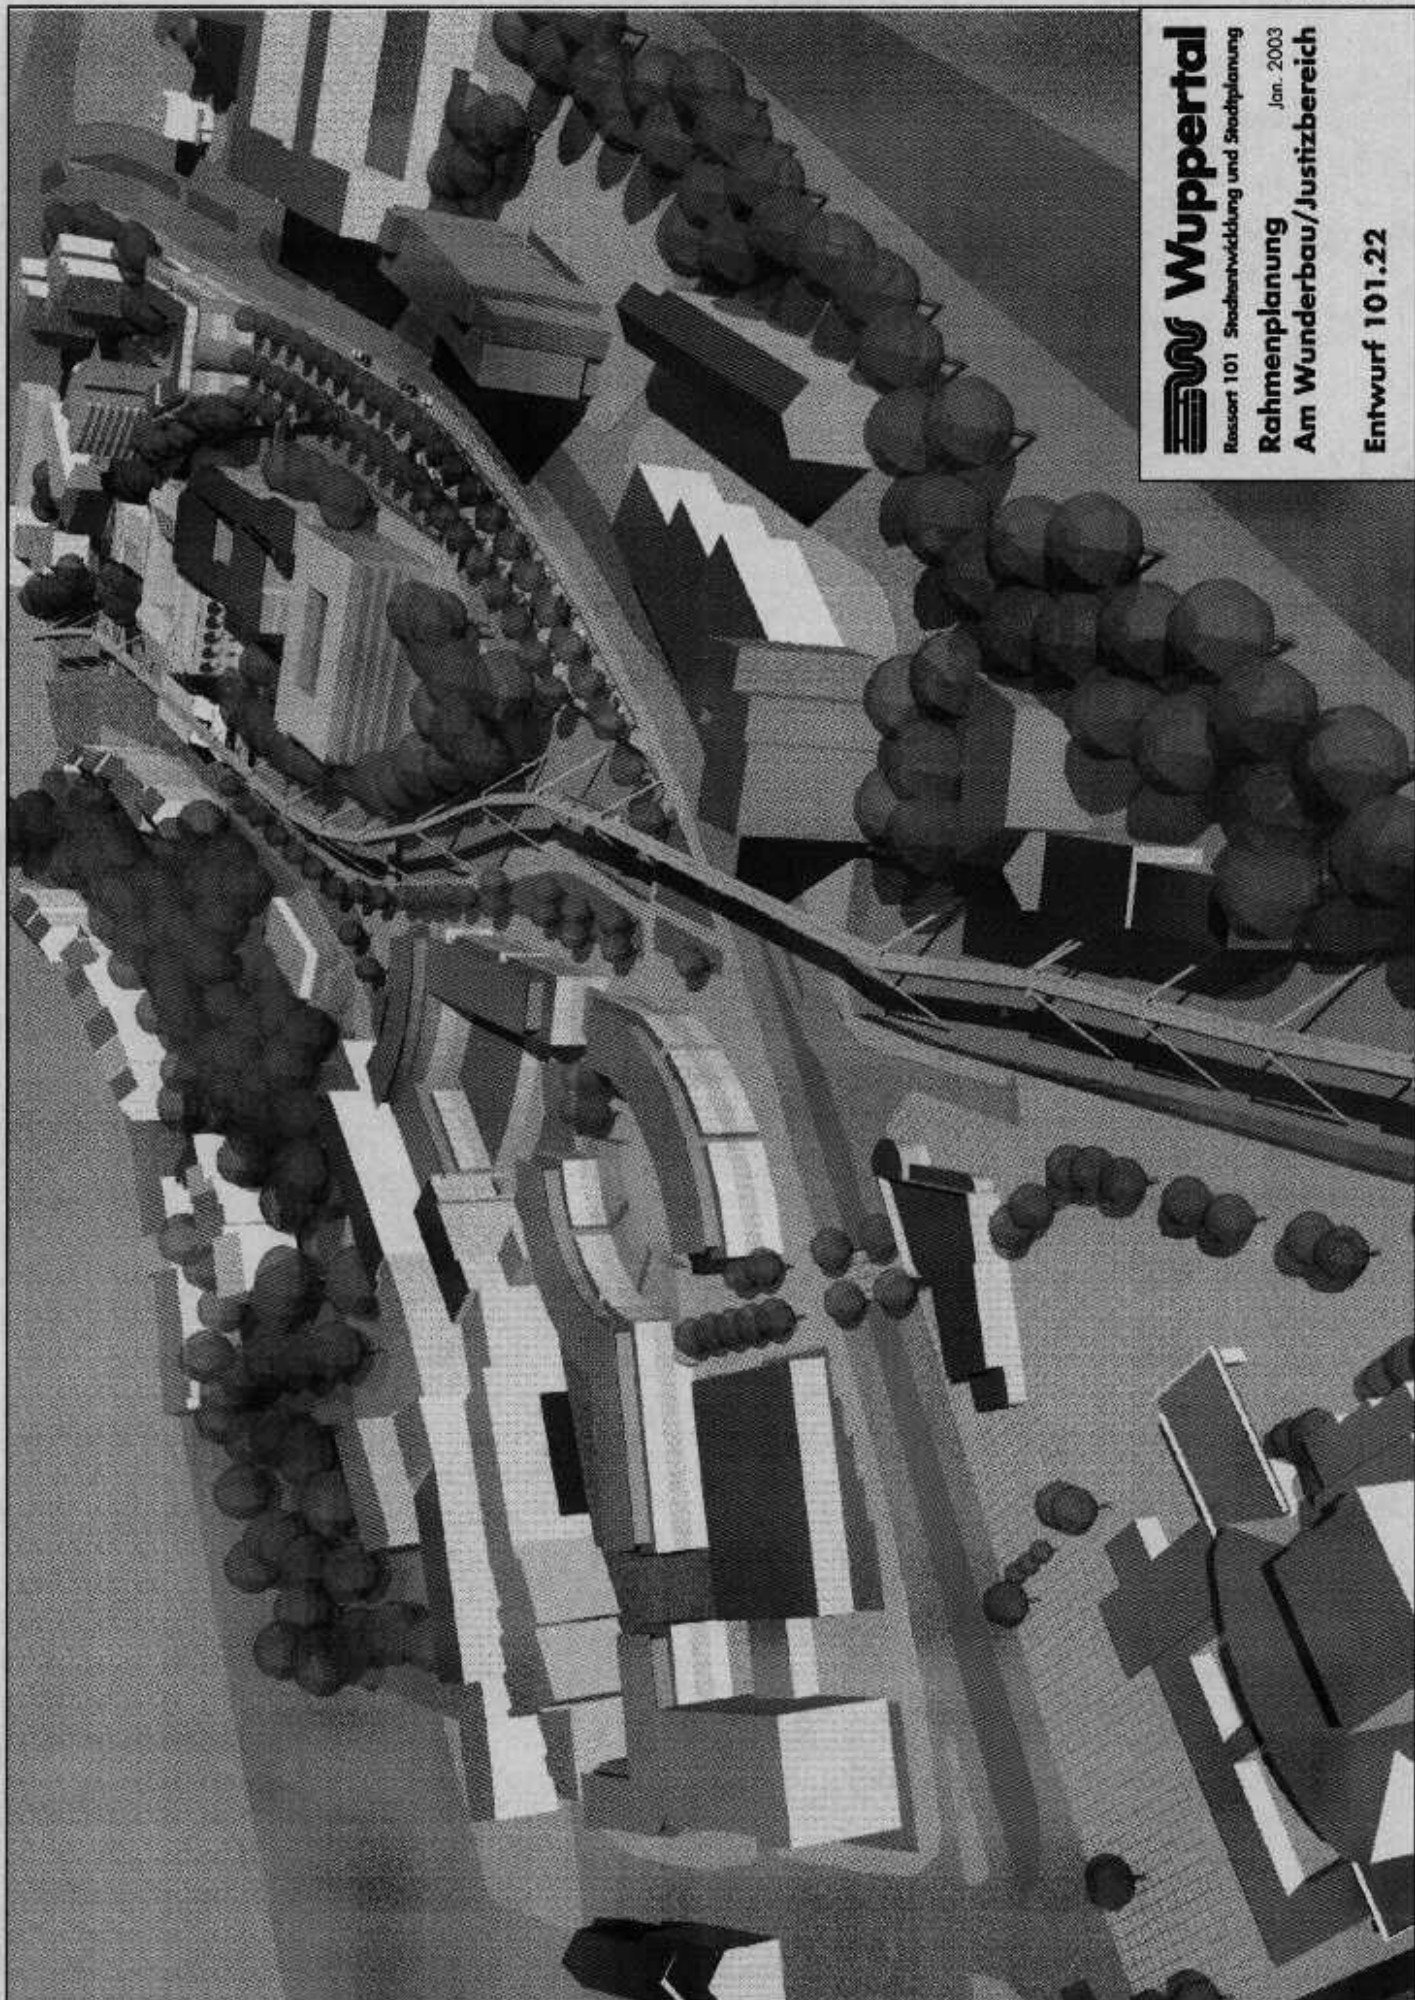 Wuppertal
Ressort 101 Stadtentwicklung und Stadtplanung
Jan. 2003
Rahmenplanung
Am Wunderbau/Justizbereich
Entwurf 101.22